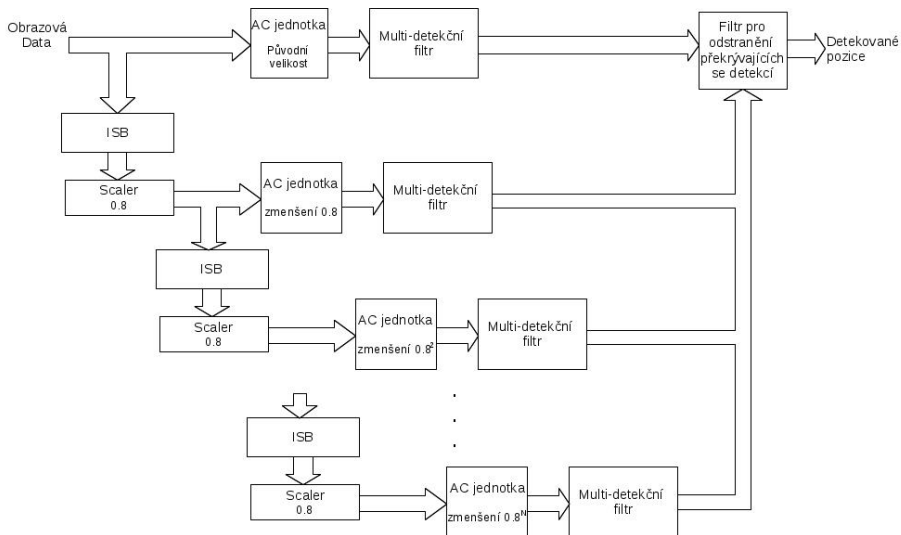 Obrazová
Data
AC jednotka
Původní
velikost
Multi-detekční
filtr
Filtr pro
odstranění
překrývajících
se detekcí
Detekované
pozice
ISB
Scaler
0.8
AC jednotka
zmenšení 0.8
Multi-detekční
filtr
ISB
Scaler
0.8
AC jednotka
zmenšení 0.8²
Multi-detekční
filtr
.
.
.
ISB
Scaler
0.8
AC jednotka
zmenšení 0.8ᴺ
Multi-detekční
filtr